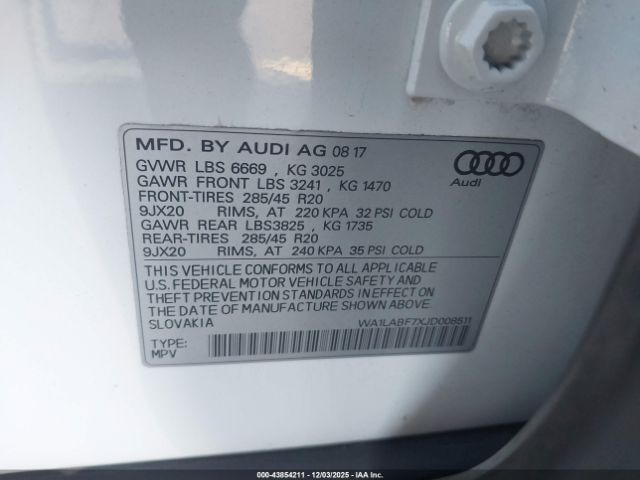 MFD. BY AUDI AG 08 17
GVWR LBS 6669 , KG 3025
GAWR FRONT LBS 3241 , KG 1470
FRONT-TIRES 285/45 R20
9JX20 RIMS, AT 220 KPA 32 PSI COLD
GAWR REAR LBS3825 , KG 1735
REAR-TIRES 285/45 R20
9JX20 RIMS, AT 240 KPA 35 PSI COLD
THIS VEHICLE CONFORMS TO ALL APPLICABLE
U.S. FEDERAL MOTOR VEHICLE SAFETY AND
THEFT PREVENTION STANDARDS IN EFFECT ON
THE DATE OF MANUFACTURE SHOWN ABOVE.
SLOVAKIA
WA1LABF7XJD008511
TYPE:
MPV
Audi
000-43854211 - 12/03/2025 - IAA Inc.